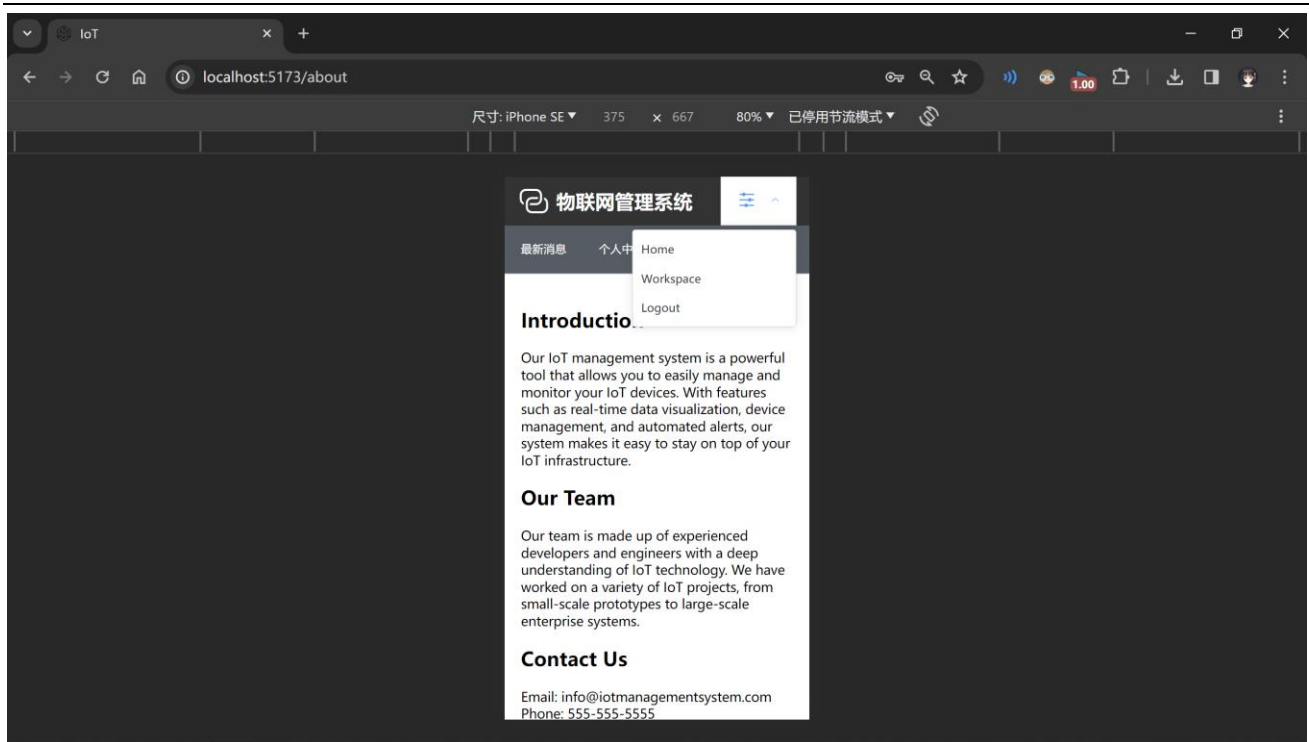 IoT
localhost:5173/about
1.00
尺寸: iPhone SE 375 × 667 80% 已停用节流模式
物联网管理系统
最新消息 个人中
Home
Workspace
Logout
Introductio
Our IoT management system is a powerful
tool that allows you to easily manage and
monitor your IoT devices. With features
such as real-time data visualization, device
management, and automated alerts, our
system makes it easy to stay on top of your
IoT infrastructure.
Our Team
Our team is made up of experienced
developers and engineers with a deep
understanding of IoT technology. We have
worked on a variety of IoT projects, from
small-scale prototypes to large-scale
enterprise systems.
Contact Us
Email: info@iotmanagementsystem.com
Phone: 555-555-5555